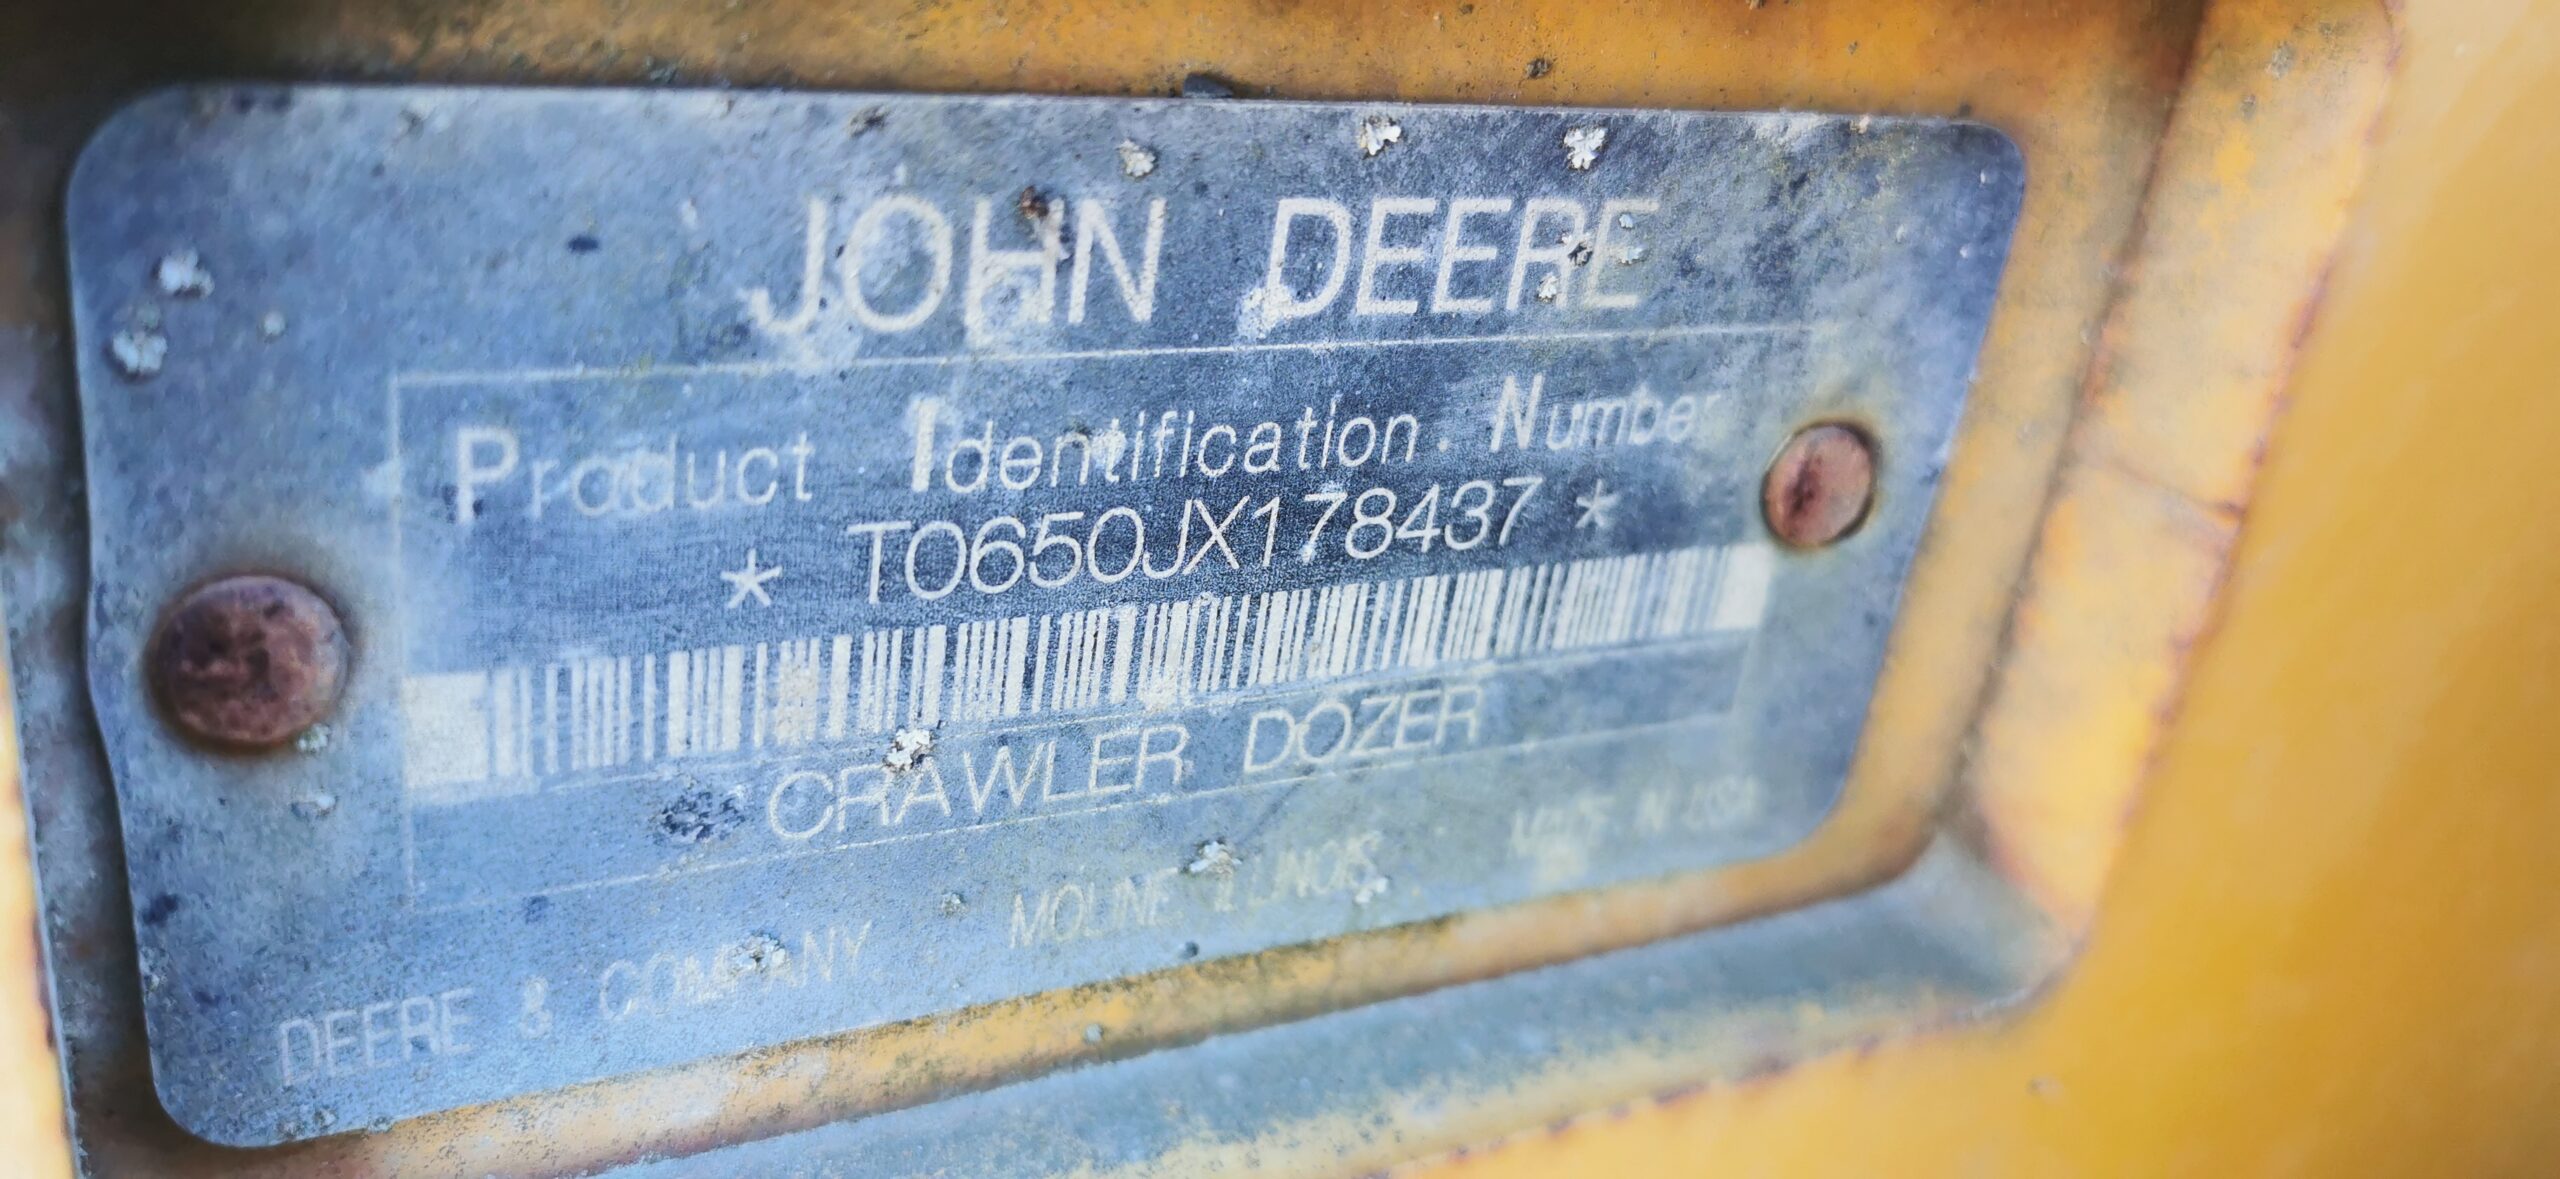 JOHN DEERE
Product Identification Number
* T0650JX178437 *
CRAWLER DOZER
DEERE & COMPANY MOLINE ILLINOIS MADE IN USA